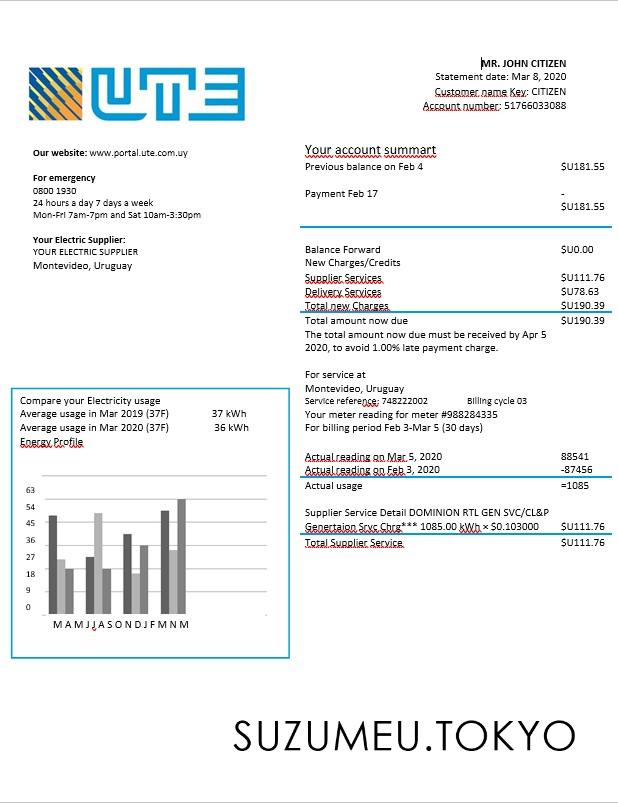 UTE
MR. JOHN CITIZEN
Statement date: Mar 8, 2020
Customer name Key: CITIZEN
Account number: 51766033088
Our website: www.portal.ute.com.uy
For emergency
0800 1930
24 hours a day 7 days a week
Mon-Fri 7am-7pm and Sat 10am-3:30pm
Your Electric Supplier:
YOUR ELECTRIC SUPPLIER
Montevideo, Uruguay
Your account summart
Previous balance on Feb 4 $U181.55
Payment Feb 17 -
$U181.55
Balance Forward $U0.00
New Charges/Credits
Supplier Services $U111.76
Delivery Services $U78.63
Total new Charges $U190.39
Total amount now due $U190.39
The total amount now due must be received by Apr 5
2020, to avoid 1.00% late payment charge.
For service at
Montevideo, Uruguay
Service reference: 748222002 Billing cycle 03
Your meter reading for meter #988284335
For billing period Feb 3-Mar 5 (30 days)
Actual reading on Mar 5, 2020 88541
Actual reading on Feb 3, 2020 -87456
Actual usage =1085
Supplier Service Detail DOMINION RTL GEN SVC/CL&P
Genertaion Srvc Chrg*** 1085.00 kWh × $0.103000 $U111.76
Total Supplier Service $U111.76
Compare your Electricity usage
Average usage in Mar 2019 (37F) 37 kWh
Average usage in Mar 2020 (37F) 36 kWh
Energy Profile
63
54
45
36
27
18
9
0
M A M J J A S O N D J F M N M
SUZUMEU.TOKYO